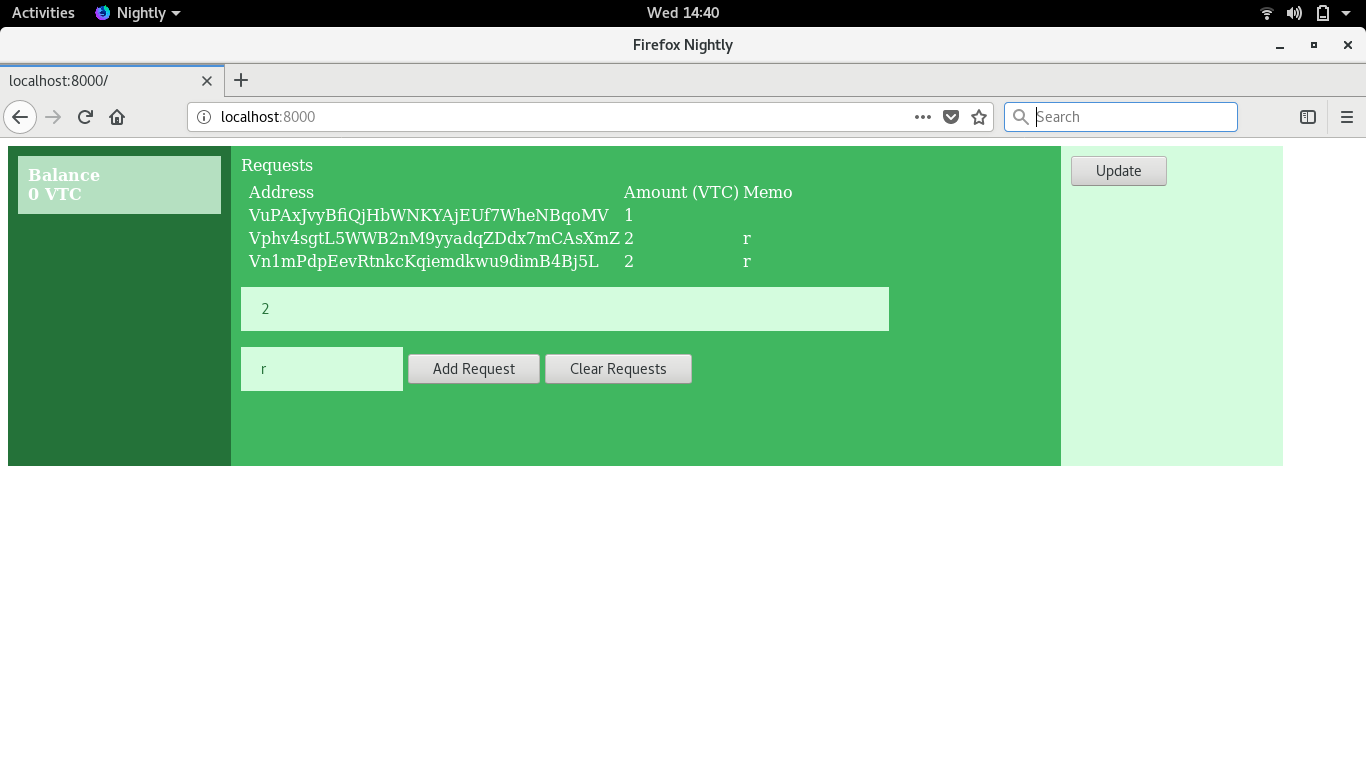 Activities Nightly Wed 14:40
Firefox Nightly
localhost:8000/
localhost:8000 Search
Balance
0 VTC
Requests
Address Amount (VTC) Memo
VuPAxJvyBfiQjHbWNKYAjEUf7WheNBqoMV 1
Vphv4sgtL5WWB2nM9yyadqZDdx7mCAsXmZ 2 r
Vn1mPdpEevRtnkcKqiemdkwu9dimB4Bj5L 2 r
2
r Add Request Clear Requests
Update